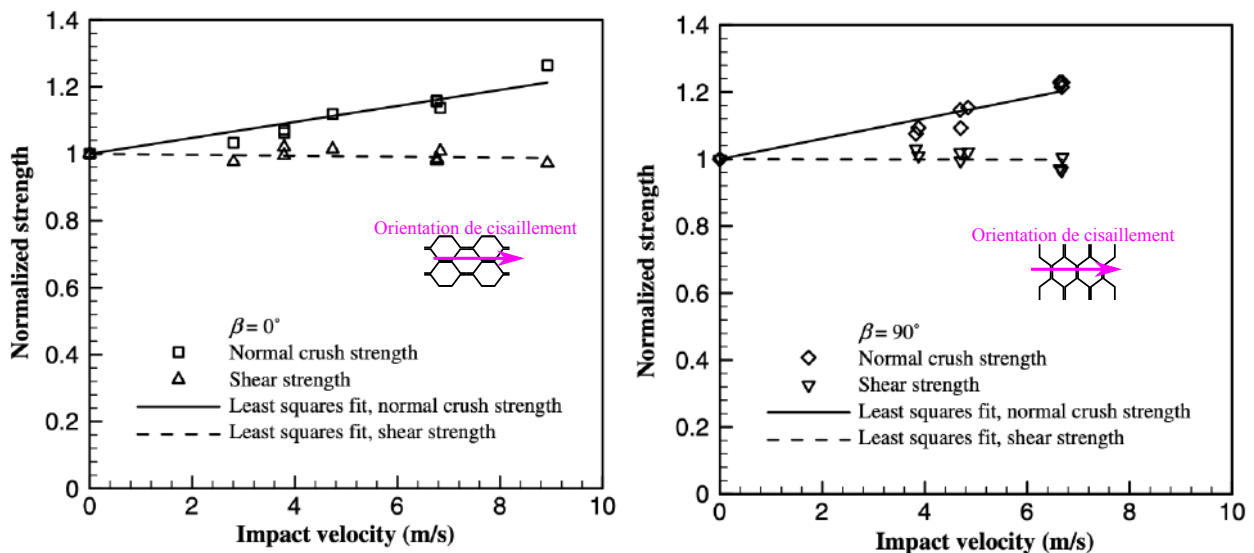 1.4
1.2
1
0.8
0.6
0.4
0.2
0
Normalized strength
Orientation de cisaillement
β = 0°
Normal crush strength
Shear strength
Least squares fit, normal crush strength
Least squares fit, shear strength
0 2 4 6 8 10
Impact velocity (m/s)
1.4
1.2
1
0.8
0.6
0.4
0.2
0
Normalized strength
Orientation de cisaillement
β = 90°
Normal crush strength
Shear strength
Least squares fit, normal crush strength
Least squares fit, shear strength
0 2 4 6 8 10
Impact velocity (m/s)